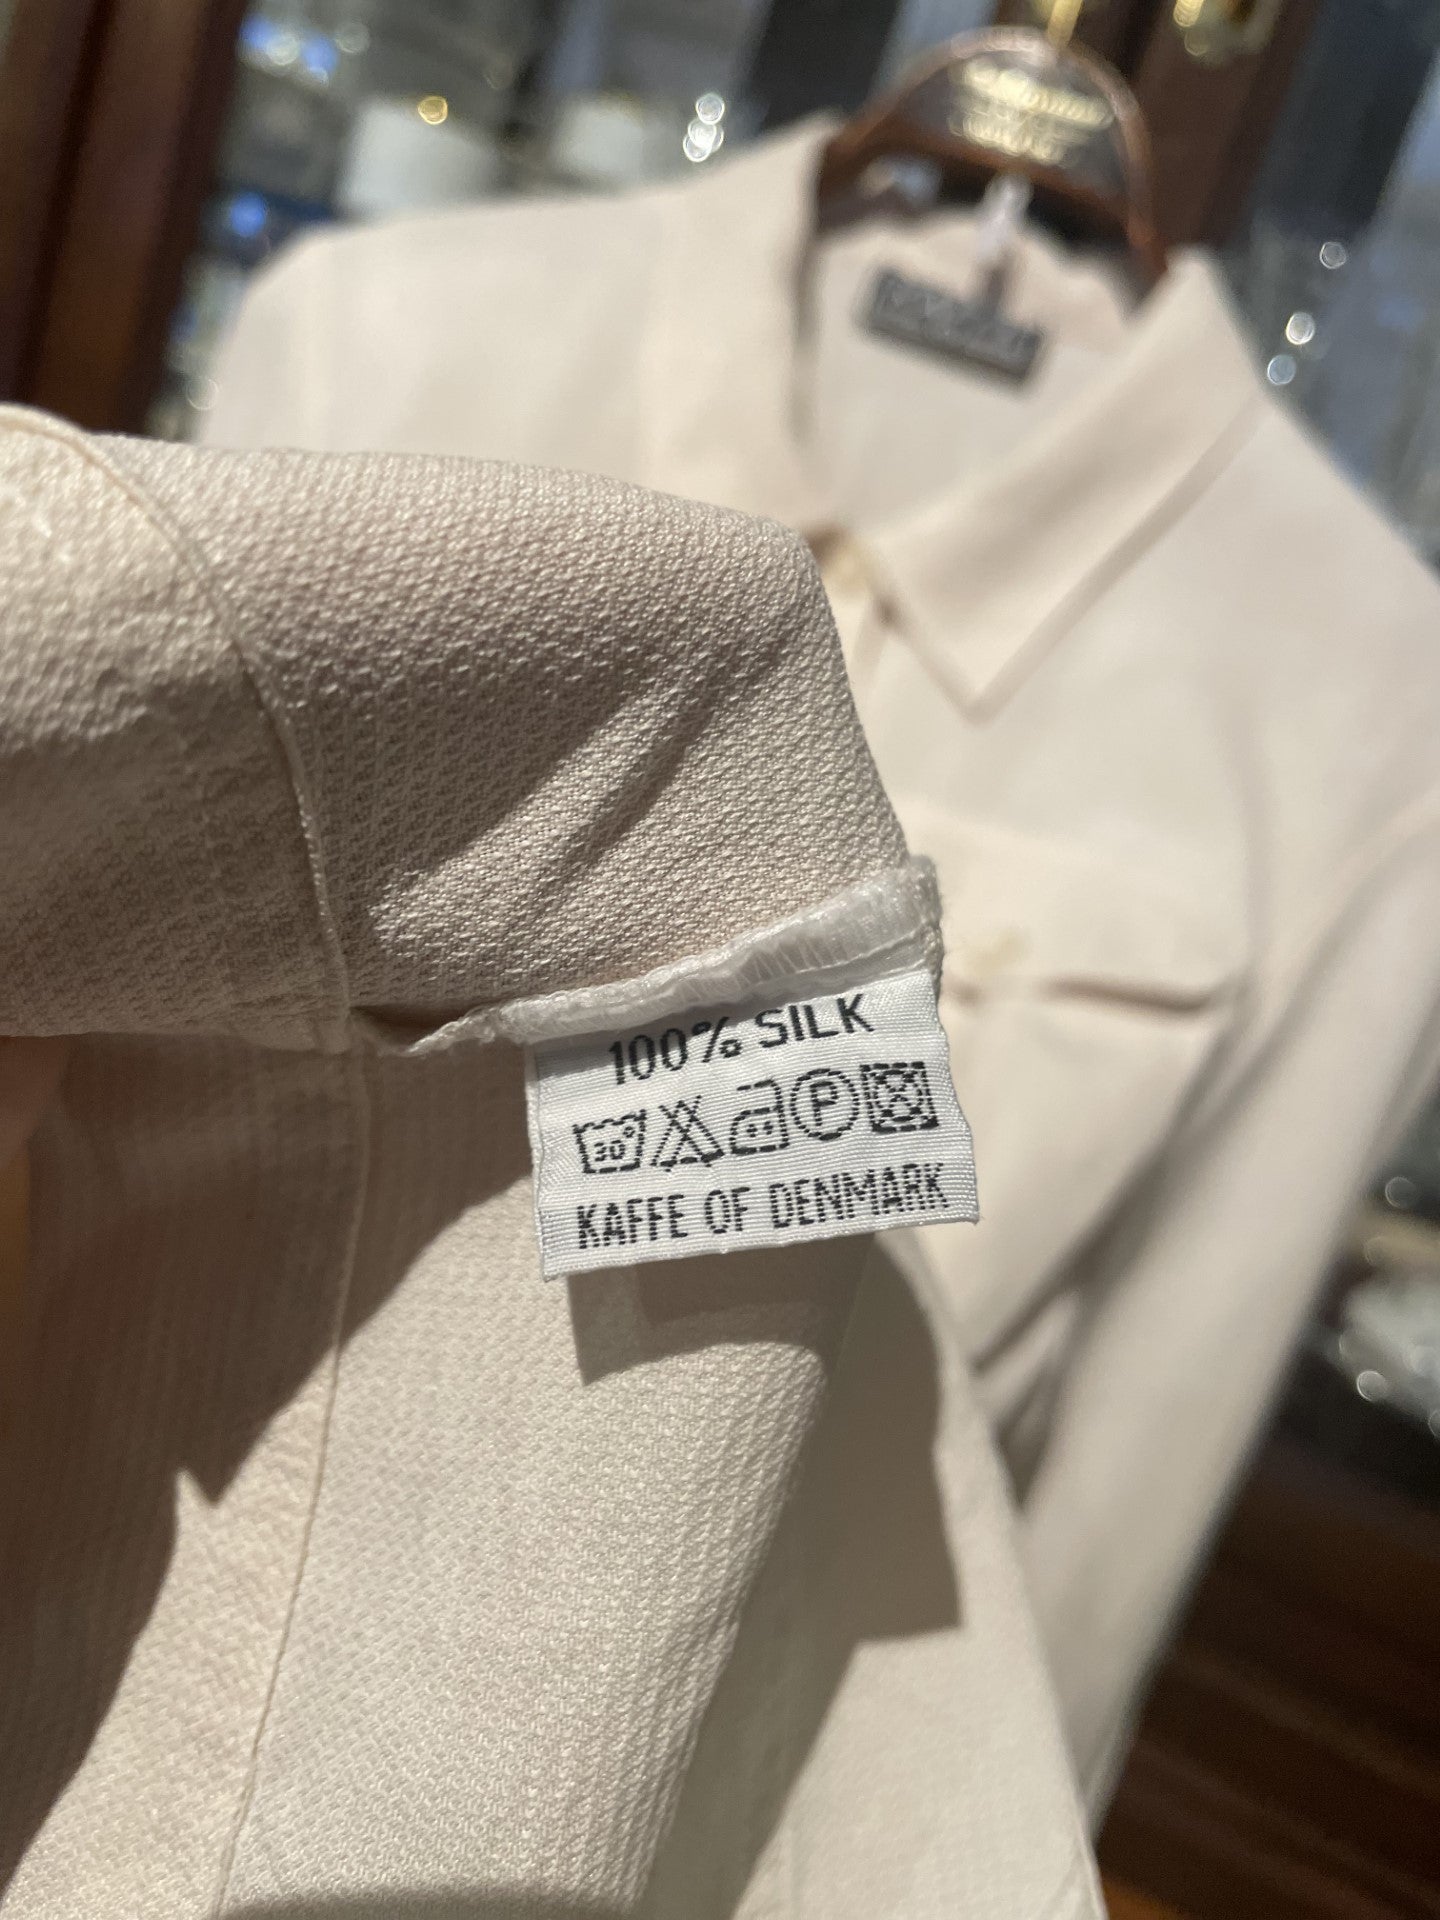 100% SILK
30°
P
KAFFE OF DENMARK